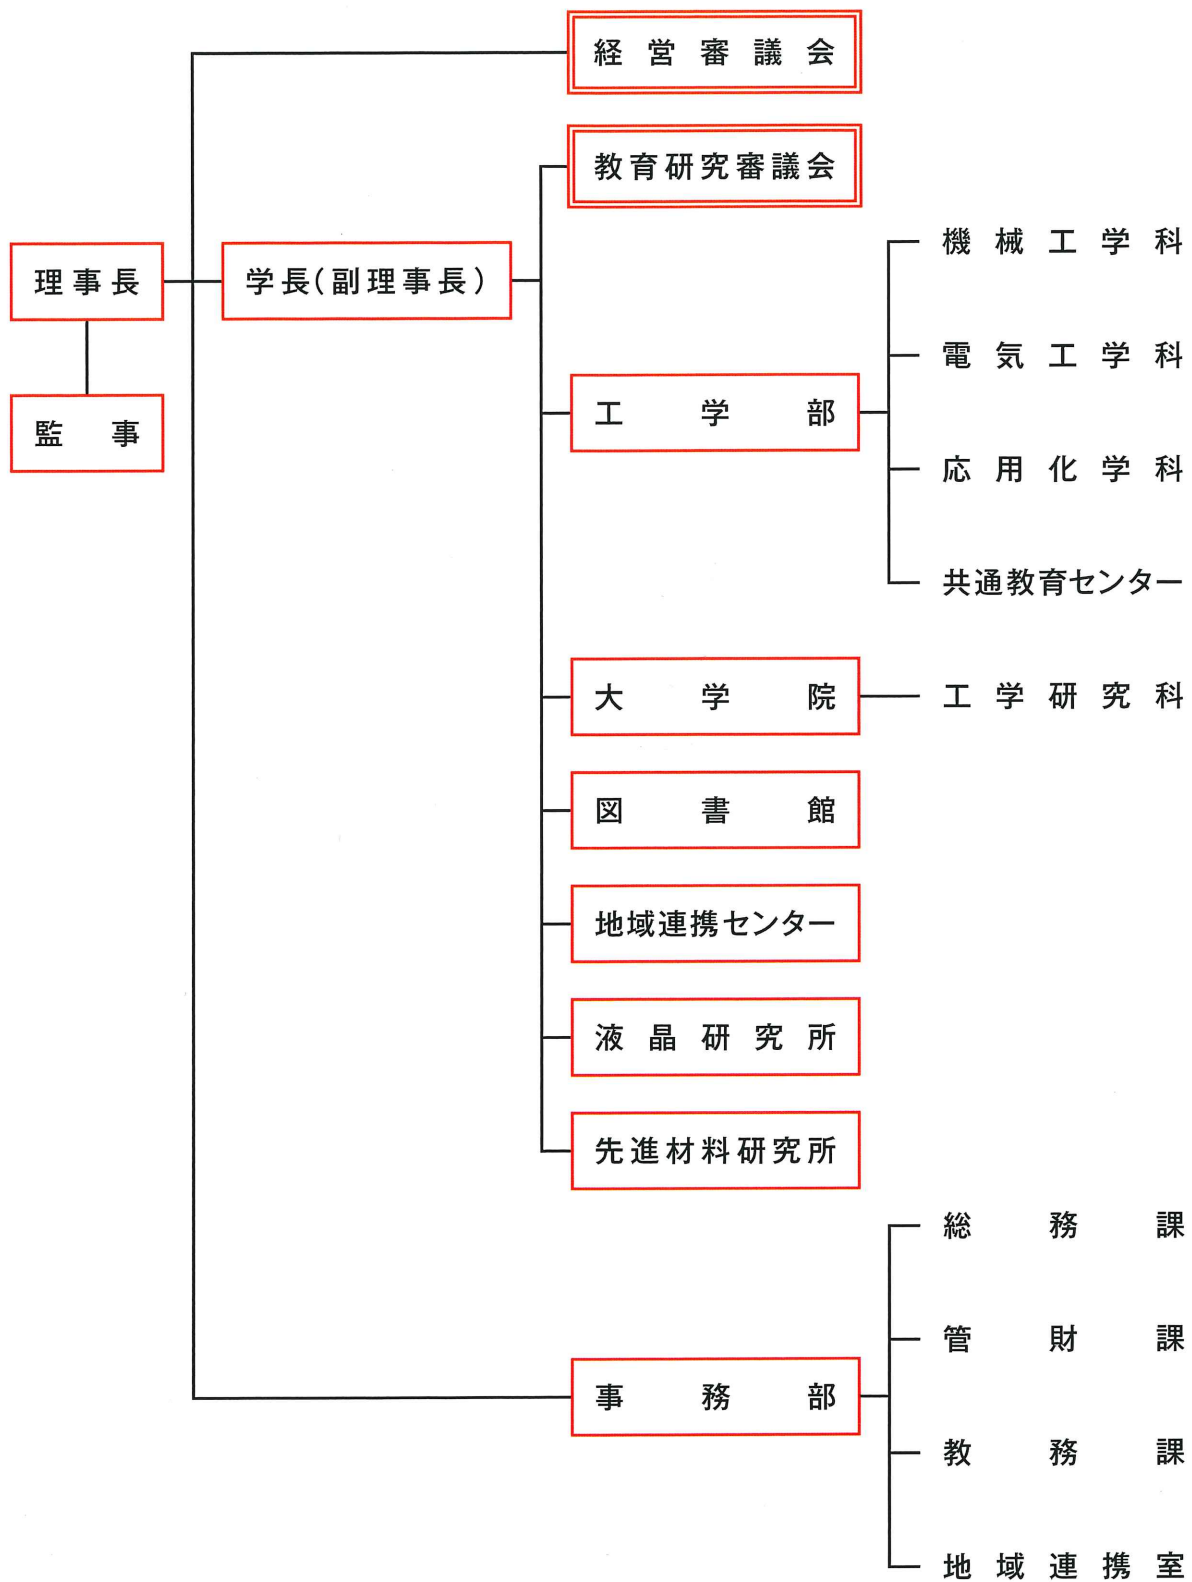 経営審議会
教育研究審議会
理事長
学長(副理事長)
監事
工学部
機械工学科
電気工学科
応用化学科
共通教育センター
大学院
工学研究科
図書館
地域連携センター
液晶研究所
先進材料研究所
事務部
総務課
管財課
教務課
地域連携室